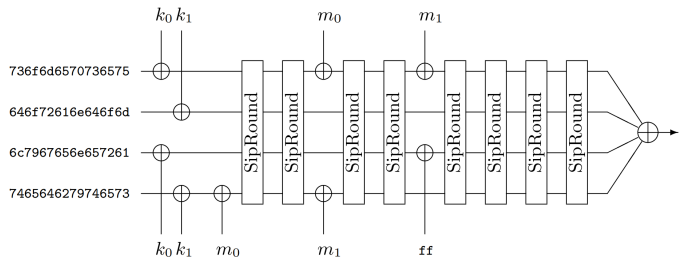 k₀ k₁ m₀ m₁
736f6d6570736575
646f72616e646f6d
6c7967656e657261
7465646279746573
SipRound SipRound SipRound SipRound SipRound SipRound SipRound SipRound
k₀ k₁ m₀ m₁ ff